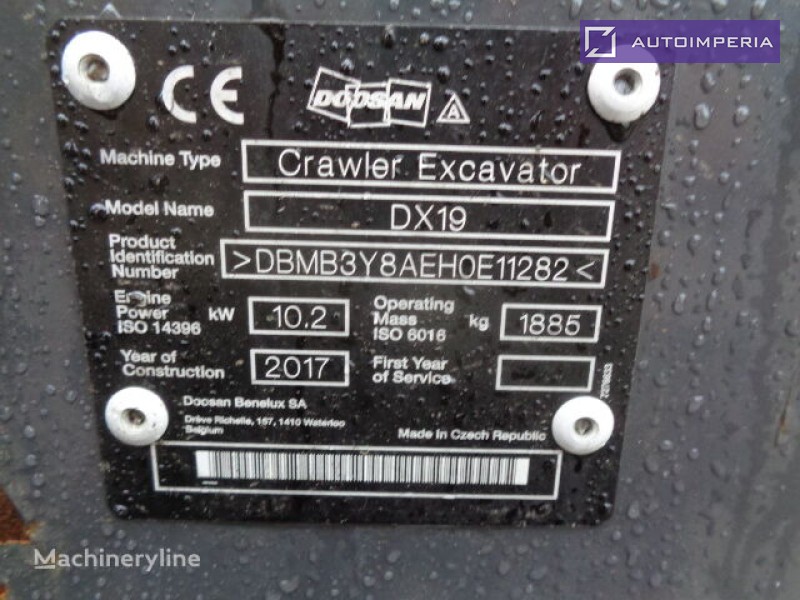 AUTOIMPERIA
CE
DOOSAN A
Machine Type Crawler Excavator
Model Name DX19
Product
Identification >DBMB3Y8AEH0E11282<
Number
Engine Operating
Power kW 10.2 Mass kg 1885
ISO 14396 ISO 6016
Year of First Year
Construction 2017 of Service
7276633
Doosan Benelux SA
Drève Richelle, 167, 1410 Waterloo
Belgium
Made in Czech Republic
Machineryline